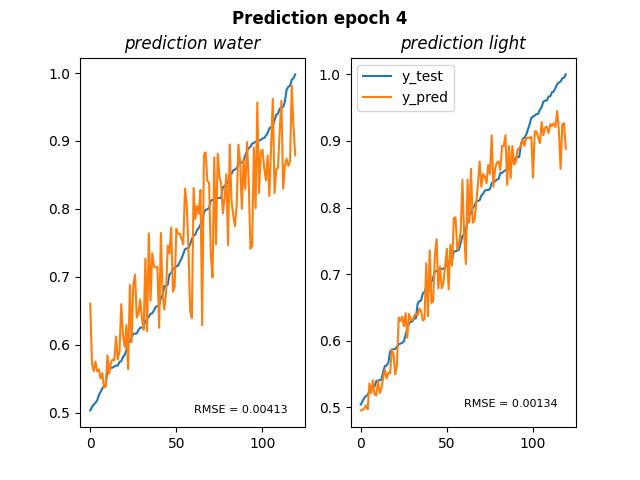 Prediction epoch 4
prediction water
1.0
0.9
0.8
0.7
0.6
0.5
0
50
100
RMSE = 0.00413
prediction light
1.0
0.9
0.8
0.7
0.6
0.5
0
50
100
y_test
y_pred
RMSE = 0.00134